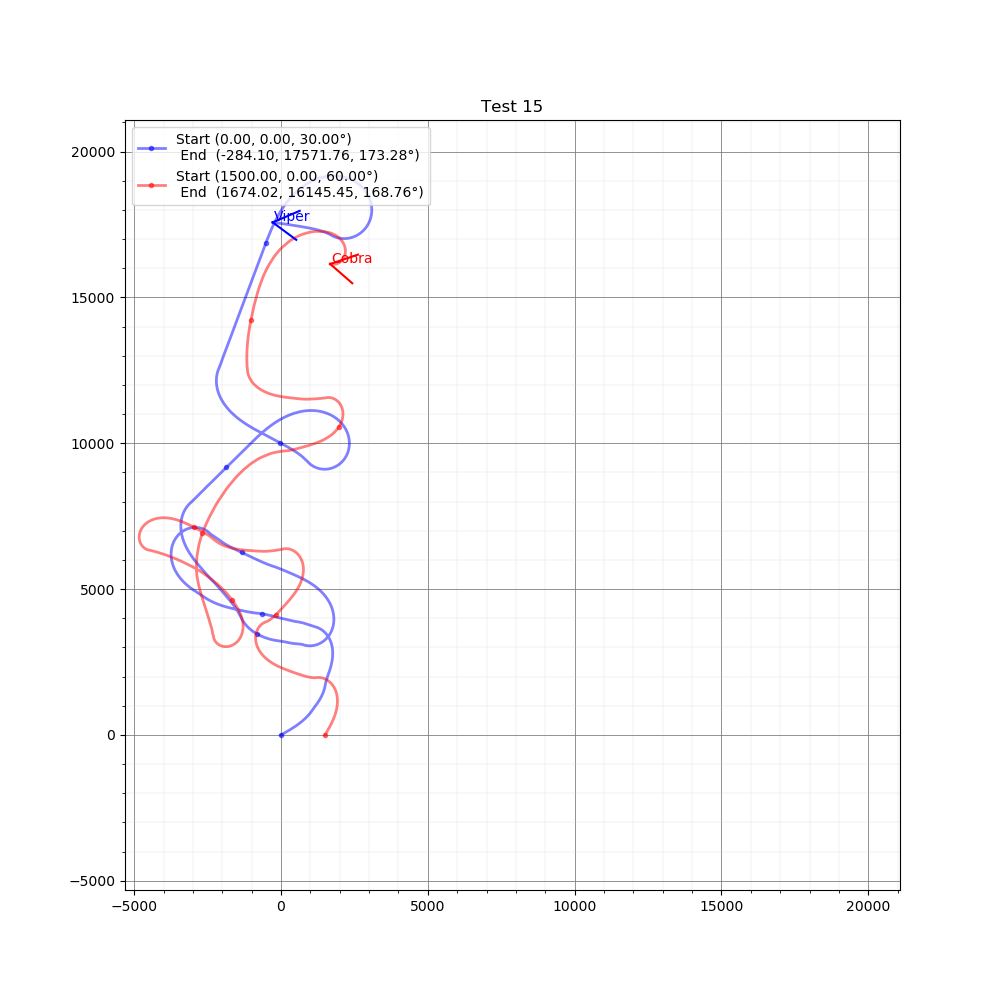 Test 15
Start (0.00, 0.00, 30.00°)
End (-284.10, 17571.76, 173.28°)
Start (1500.00, 0.00, 60.00°)
End (1674.02, 16145.45, 168.76°)
20000
Viper
Cobra
15000
10000
5000
0
−5000
−5000 0 5000 10000 15000 20000